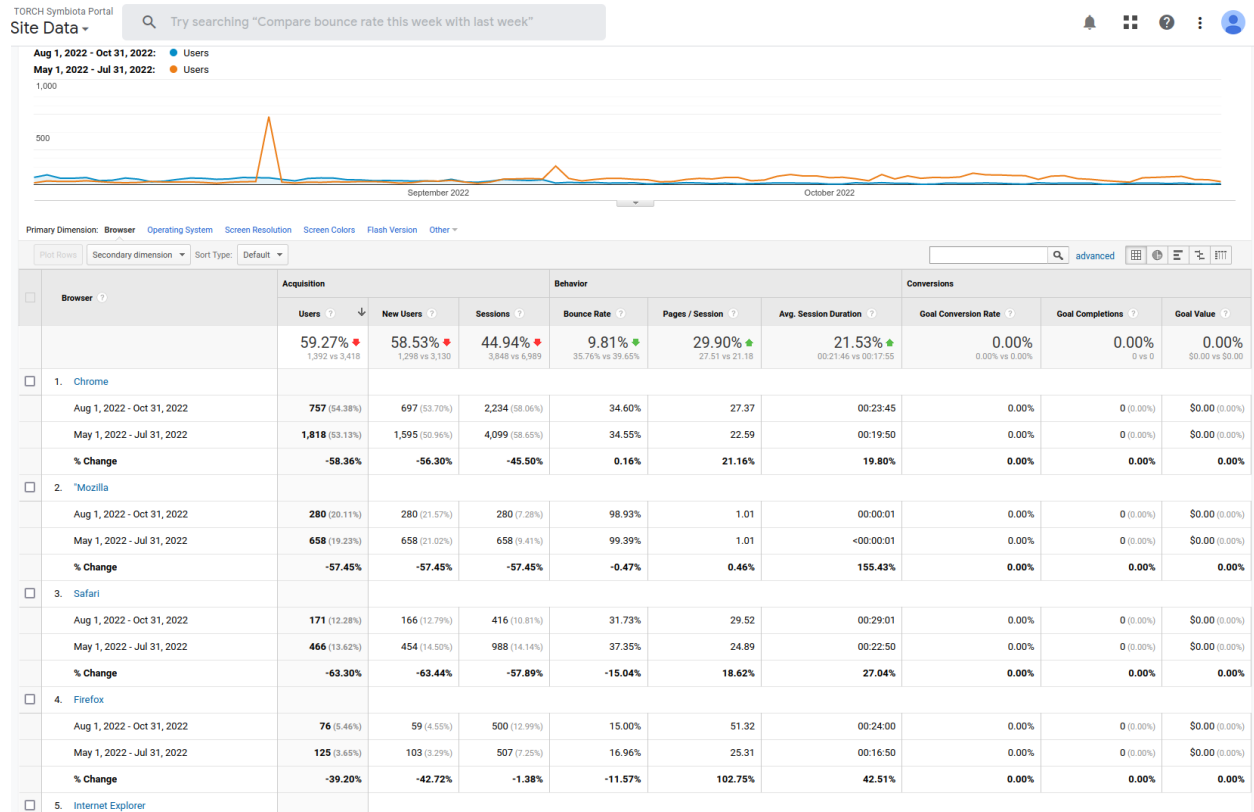 TORCH Symbiota Portal
Site Data
Try searching “Compare bounce rate this week with last week”
Aug 1, 2022 - Oct 31, 2022: Users
May 1, 2022 - Jul 31, 2022: Users
1,000
500
September 2022 October 2022
Primary Dimension: Browser Operating System Screen Resolution Screen Colors Flash Version Other
Plot Rows Secondary dimension Sort Type: Default advanced
Browser ? Acquisition Behavior Conversions
Users ? New Users ? Sessions ? Bounce Rate ? Pages / Session ? Avg. Session Duration ? Goal Conversion Rate ? Goal Completions ? Goal Value ?
59.27% 58.53% 44.94% 9.81% 29.90% 21.53% 0.00% 0.00% 0.00%
1,392 vs 3,418 1,298 vs 3,130 3,848 vs 6,989 35.76% vs 39.65% 27.51 vs 21.18 00:21:46 vs 00:17:55 0.00% vs 0.00% 0 vs 0 $0.00 vs $0.00
1. Chrome
Aug 1, 2022 - Oct 31, 2022 757 (54.38%) 697 (53.70%) 2,234 (58.06%) 34.60% 27.37 00:23:45 0.00% 0 (0.00%) $0.00 (0.00%)
May 1, 2022 - Jul 31, 2022 1,818 (53.13%) 1,595 (50.96%) 4,099 (58.65%) 34.55% 22.59 00:19:50 0.00% 0 (0.00%) $0.00 (0.00%)
% Change -58.36% -56.30% -45.50% 0.16% 21.16% 19.80% 0.00% 0.00% 0.00%
2. "Mozilla
Aug 1, 2022 - Oct 31, 2022 280 (20.11%) 280 (21.57%) 280 (7.28%) 98.93% 1.01 00:00:01 0.00% 0 (0.00%) $0.00 (0.00%)
May 1, 2022 - Jul 31, 2022 658 (19.23%) 658 (21.02%) 658 (9.41%) 99.39% 1.01 <00:00:01 0.00% 0 (0.00%) $0.00 (0.00%)
% Change -57.45% -57.45% -57.45% -0.47% 0.46% 155.43% 0.00% 0.00% 0.00%
3. Safari
Aug 1, 2022 - Oct 31, 2022 171 (12.28%) 166 (12.79%) 416 (10.81%) 31.73% 29.52 00:29:01 0.00% 0 (0.00%) $0.00 (0.00%)
May 1, 2022 - Jul 31, 2022 466 (13.62%) 454 (14.50%) 988 (14.14%) 37.35% 24.89 00:22:50 0.00% 0 (0.00%) $0.00 (0.00%)
% Change -63.30% -63.44% -57.89% -15.04% 18.62% 27.04% 0.00% 0.00% 0.00%
4. Firefox
Aug 1, 2022 - Oct 31, 2022 76 (5.46%) 59 (4.55%) 500 (12.99%) 15.00% 51.32 00:24:00 0.00% 0 (0.00%) $0.00 (0.00%)
May 1, 2022 - Jul 31, 2022 125 (3.65%) 103 (3.29%) 507 (7.25%) 16.96% 25.31 00:16:50 0.00% 0 (0.00%) $0.00 (0.00%)
% Change -39.20% -42.72% -1.38% -11.57% 102.75% 42.51% 0.00% 0.00% 0.00%
5. Internet Explorer